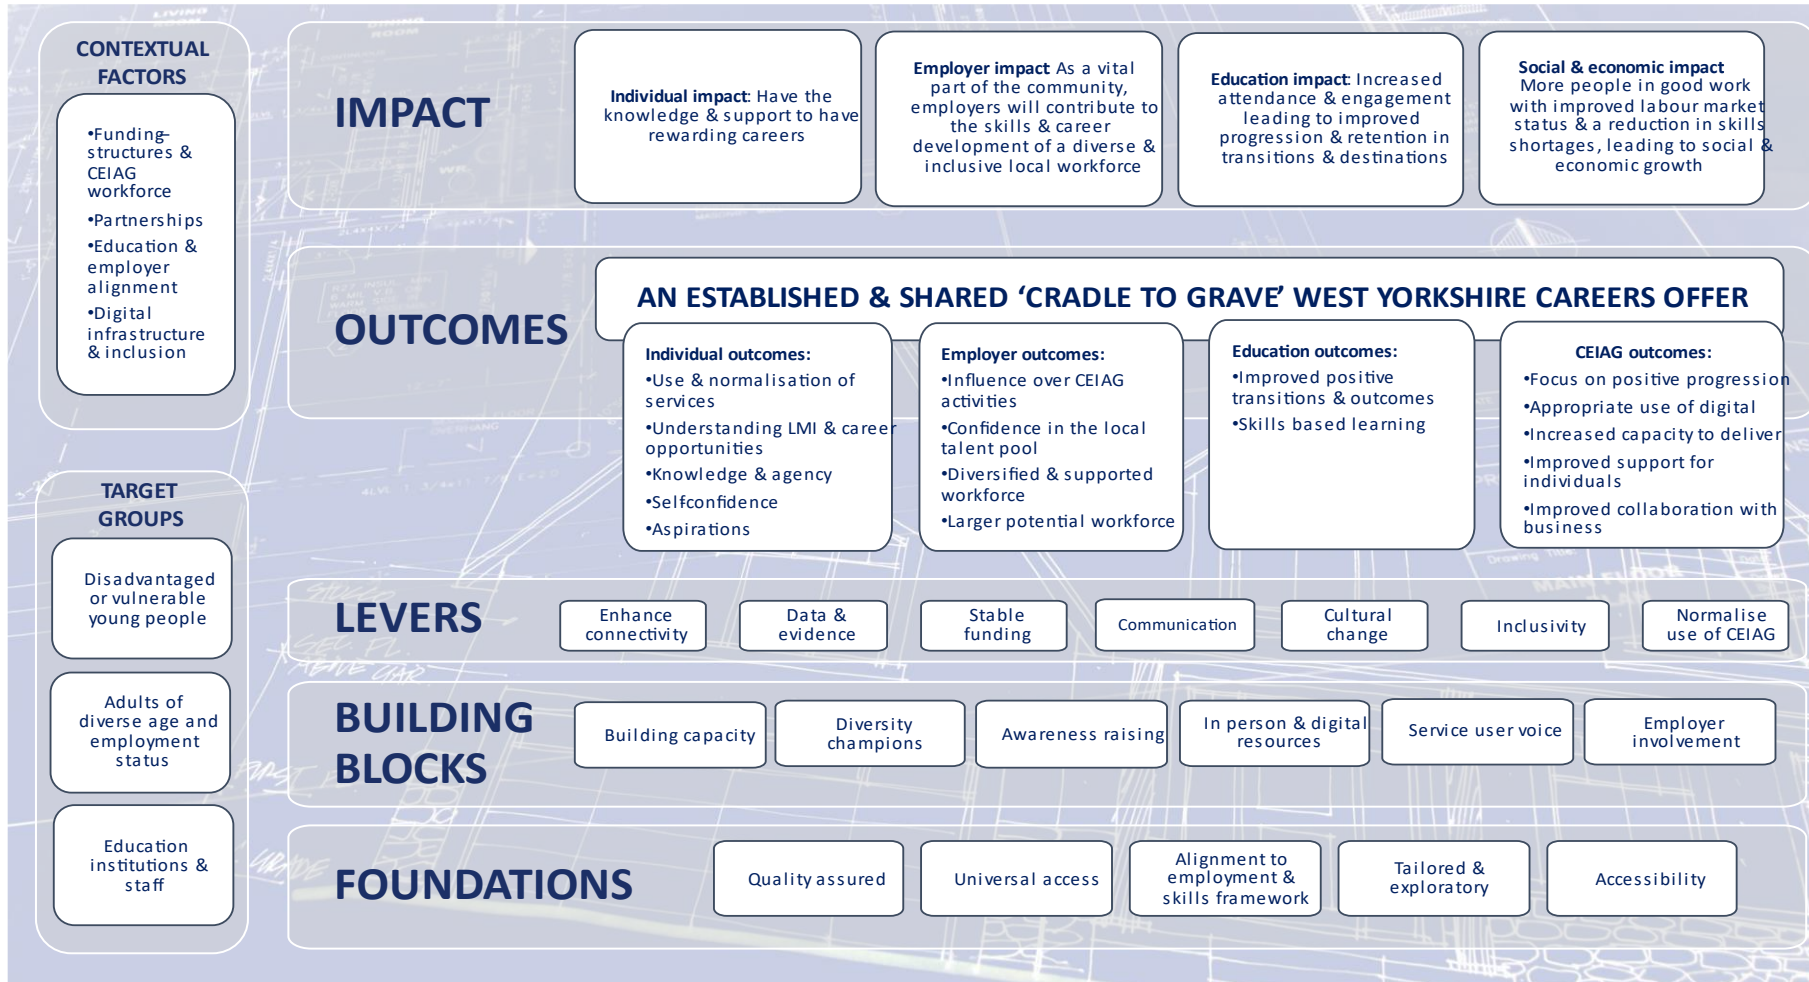 CONTEXTUAL
FACTORS
•Funding–
structures &
CEIAG
workforce
•Partnerships
•Education &
employer
alignment
•Digital
infrastructure
& inclusion
TARGET
GROUPS
Disadvantaged
or vulnerable
young people
Adults of
diverse age and
employment
status
Education
institutions &
staff
IMPACT
Individual impact: Have the
knowledge & support to have
rewarding careers
Employer impact: As a vital
part of the community,
employers will contribute to
the skills & career
development of a diverse &
inclusive local workforce
Education impact: Increased
attendance & engagement
leading to improved
progression & retention in
transitions & destinations
Social & economic impact
More people in good work
with improved labour market
status & a reduction in skills
shortages, leading to social &
economic growth
OUTCOMES
AN ESTABLISHED & SHARED ‘CRADLE TO GRAVE’ WEST YORKSHIRE CAREERS OFFER
Individual outcomes:
•Use & normalisation of
services
•Understanding LMI & career
opportunities
•Knowledge & agency
•Selfconfidence
•Aspirations
Employer outcomes:
•Influence over CEIAG
activities
•Confidence in the local
talent pool
•Diversified & supported
workforce
•Larger potential workforce
Education outcomes:
•Improved positive
transitions & outcomes
•Skills based learning
CEIAG outcomes:
•Focus on positive progression
•Appropriate use of digital
•Increased capacity to deliver
•Improved support for
individuals
•Improved collaboration with
business
LEVERS
Enhance
connectivity
Data &
evidence
Stable
funding
Communication
Cultural
change
Inclusivity
Normalise
use of CEIAG
BUILDING
BLOCKS
Building capacity
Diversity
champions
Awareness raising
In person & digital
resources
Service user voice
Employer
involvement
FOUNDATIONS
Quality assured
Universal access
Alignment to
employment &
skills framework
Tailored &
exploratory
Accessibility
LIVING
ROOM
MAIN FLOOR